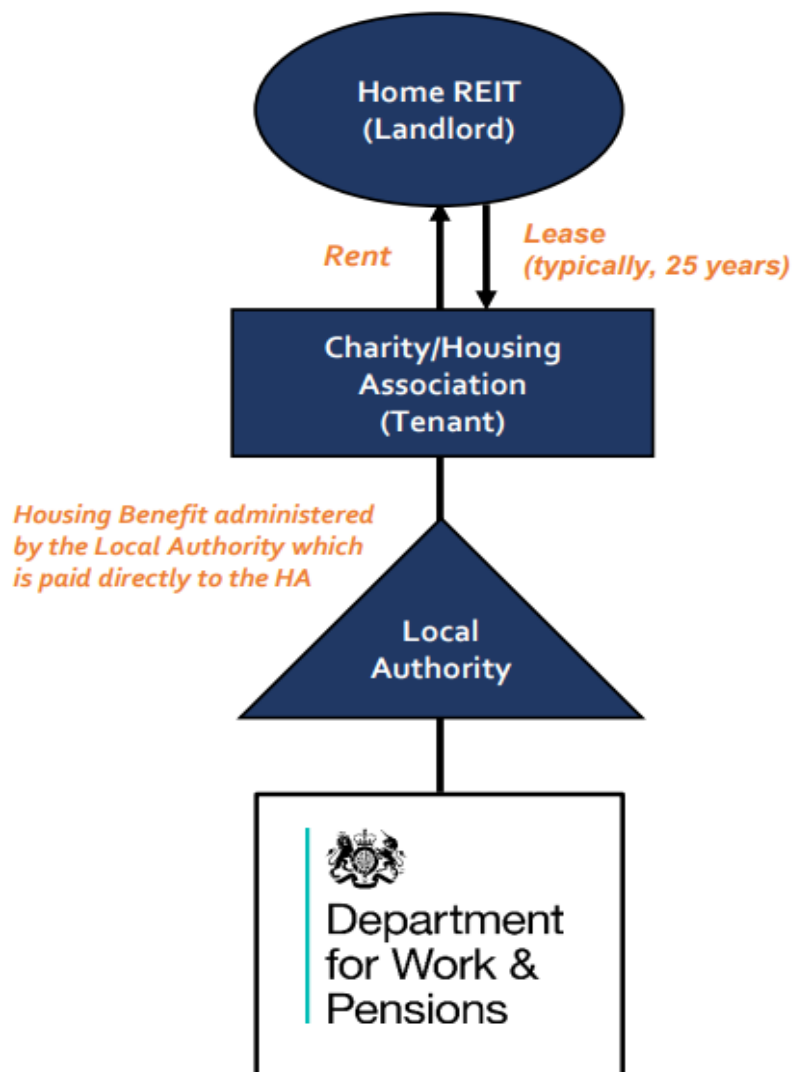 Home REIT
(Landlord)
Rent
Lease
(typically, 25 years)
Charity/Housing
Association
(Tenant)
Housing Benefit administered
by the Local Authority which
is paid directly to the HA
Local
Authority
Department
for Work &
Pensions